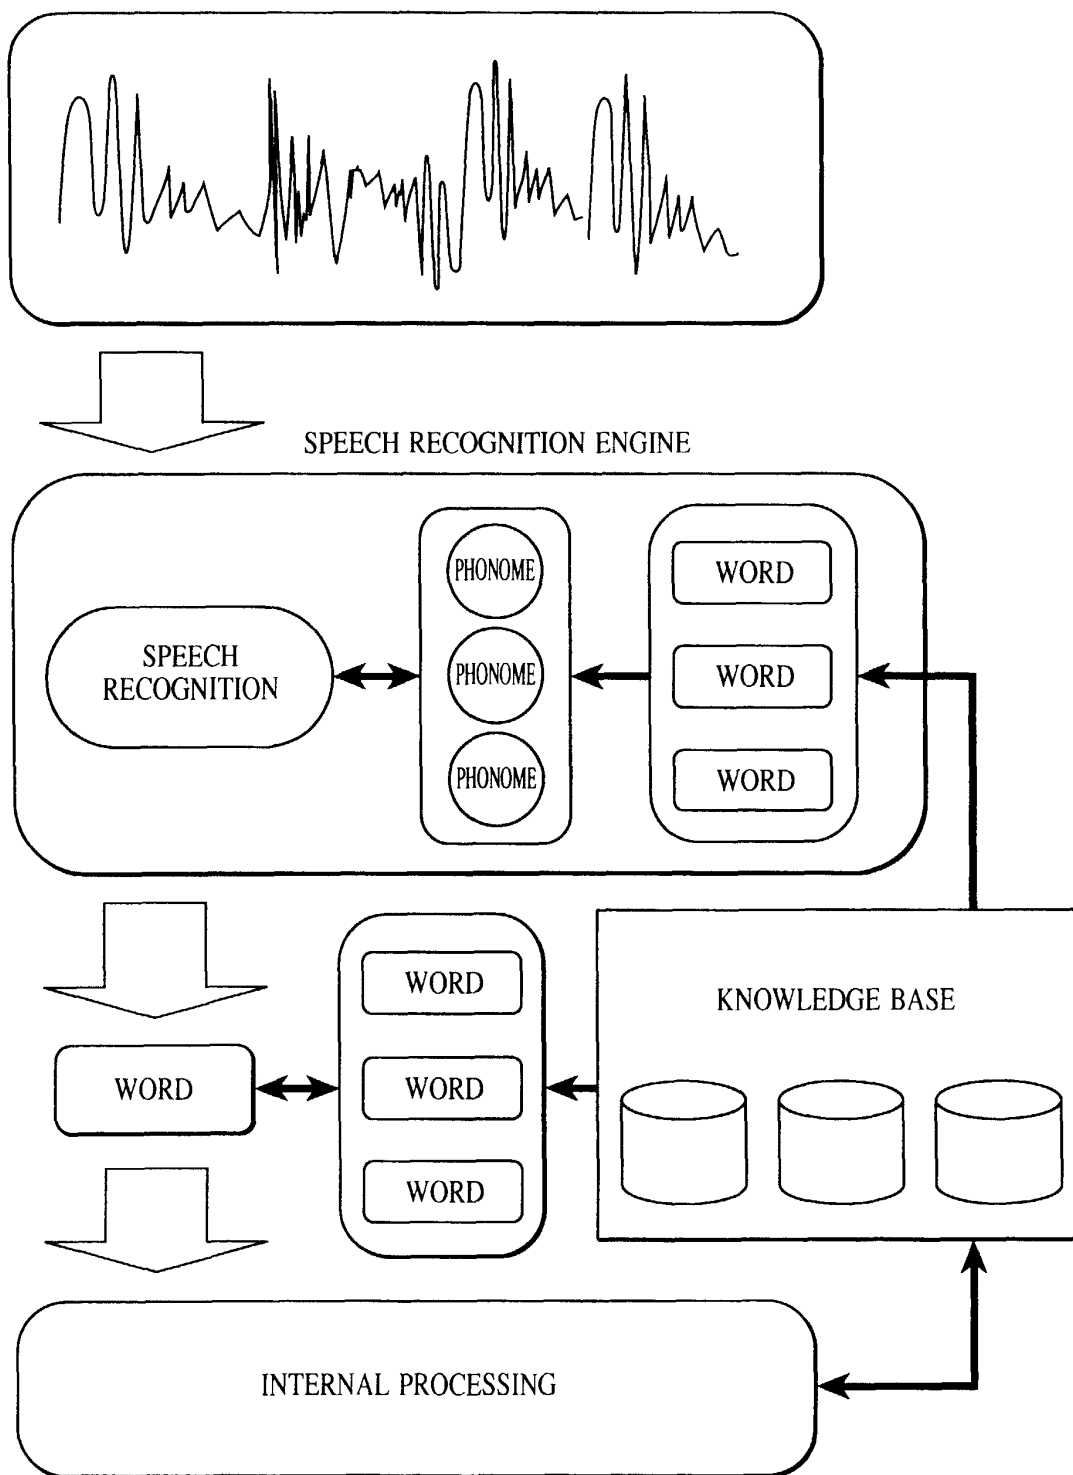 SPEECH RECOGNITION ENGINE
SPEECH
RECOGNITION
PHONOME
PHONOME
PHONOME
WORD
WORD
WORD
WORD
WORD
WORD
WORD
KNOWLEDGE BASE
INTERNAL PROCESSING